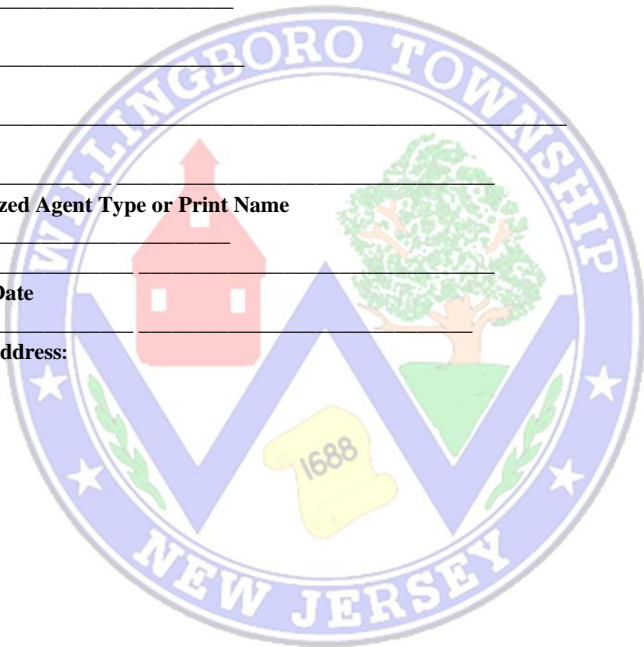 WILLINGBORO TOWNSHIP
zed Agent Type or Print Name
Date
ddress:
1688
NEW JERSEY